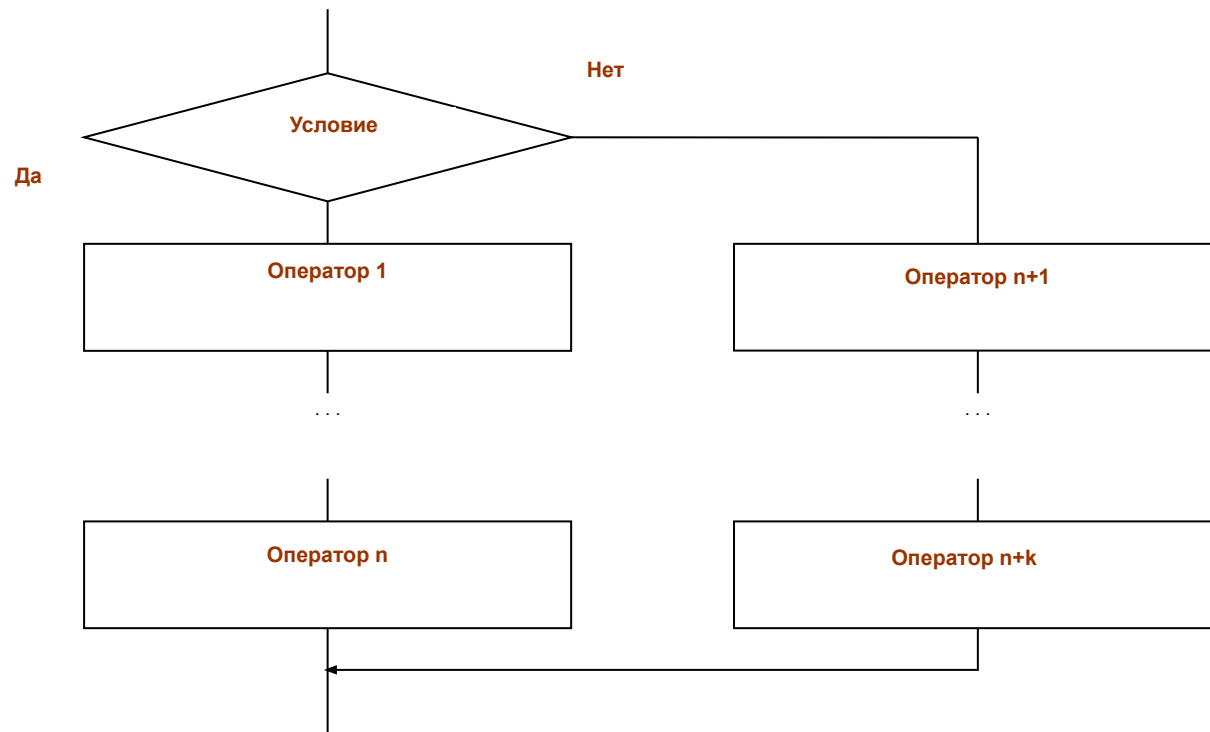 Нет
Условие
Да
Оператор 1
Оператор n+1
. . .
. . .
Оператор n
Оператор n+k